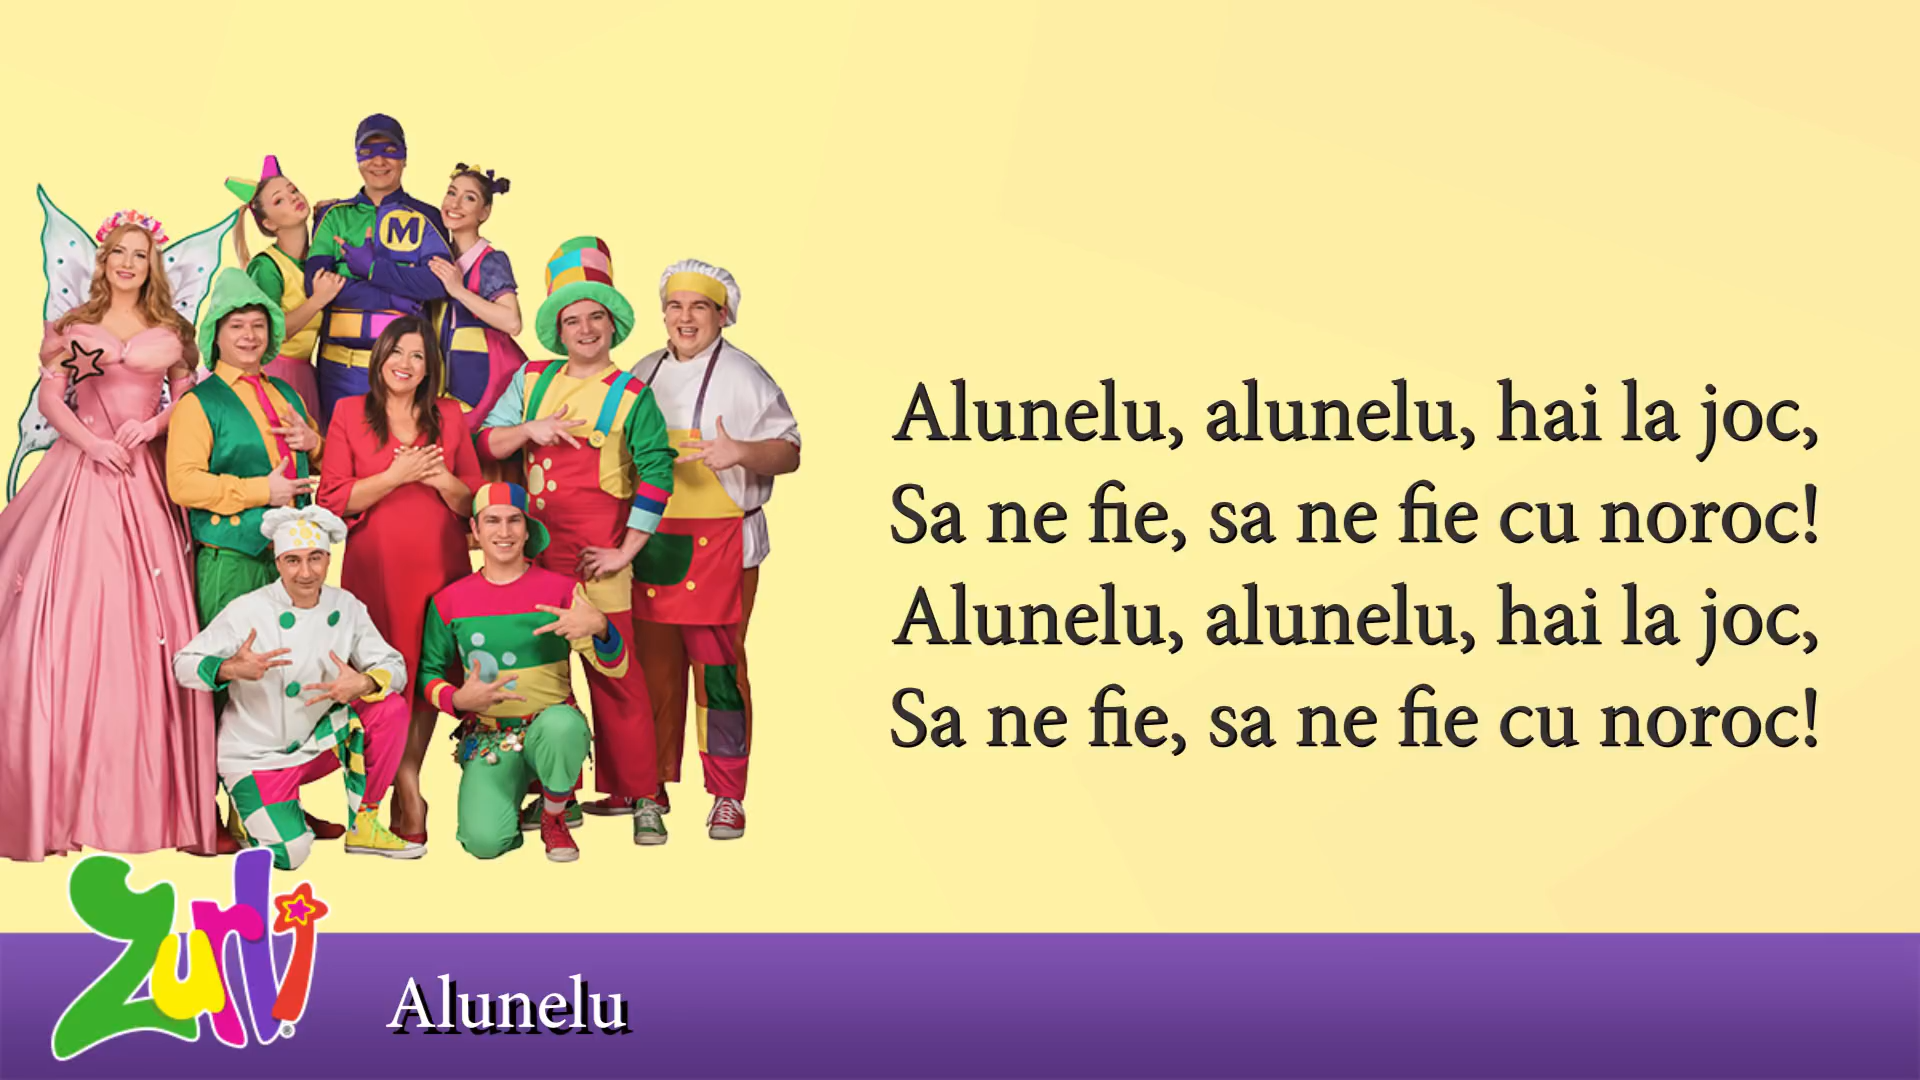 M
Alunelu, alunelu, hai la joc,
Sa ne fie, sa ne fie cu noroc!
Alunelu, alunelu, hai la joc,
Sa ne fie, sa ne fie cu noroc!
Zurli®
Alunelu